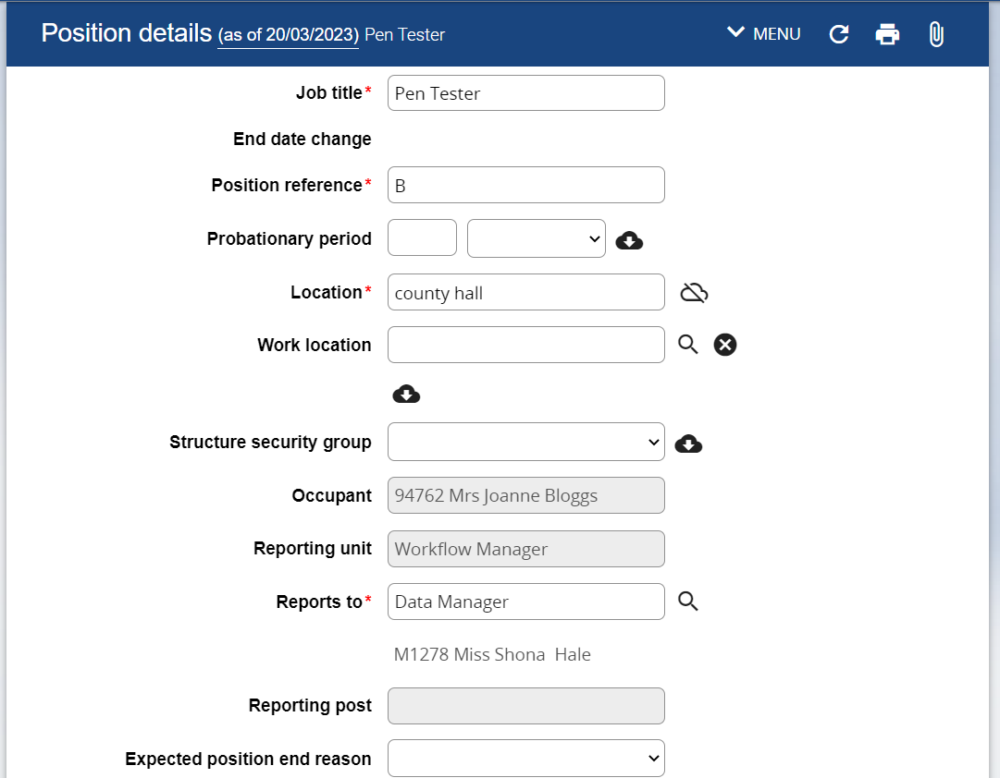 Position details (as of 20/03/2023) Pen Tester MENU
Job title* Pen Tester
End date change
Position reference* B
Probationary period
Location* county hall
Work location
Structure security group
Occupant 94762 Mrs Joanne Bloggs
Reporting unit Workflow Manager
Reports to* Data Manager
M1278 Miss Shona  Hale
Reporting post
Expected position end reason